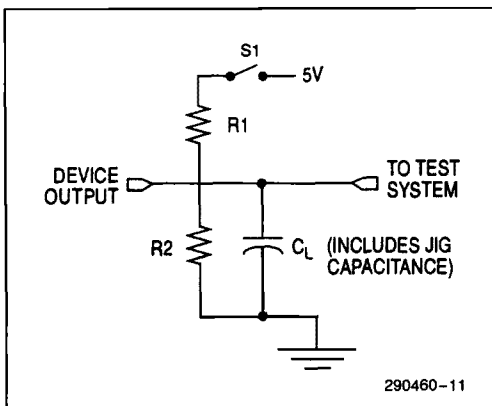 S1
5V
R1
DEVICE
OUTPUT
TO TEST
SYSTEM
R2
CL (INCLUDES JIG
CAPACITANCE)
290460-11